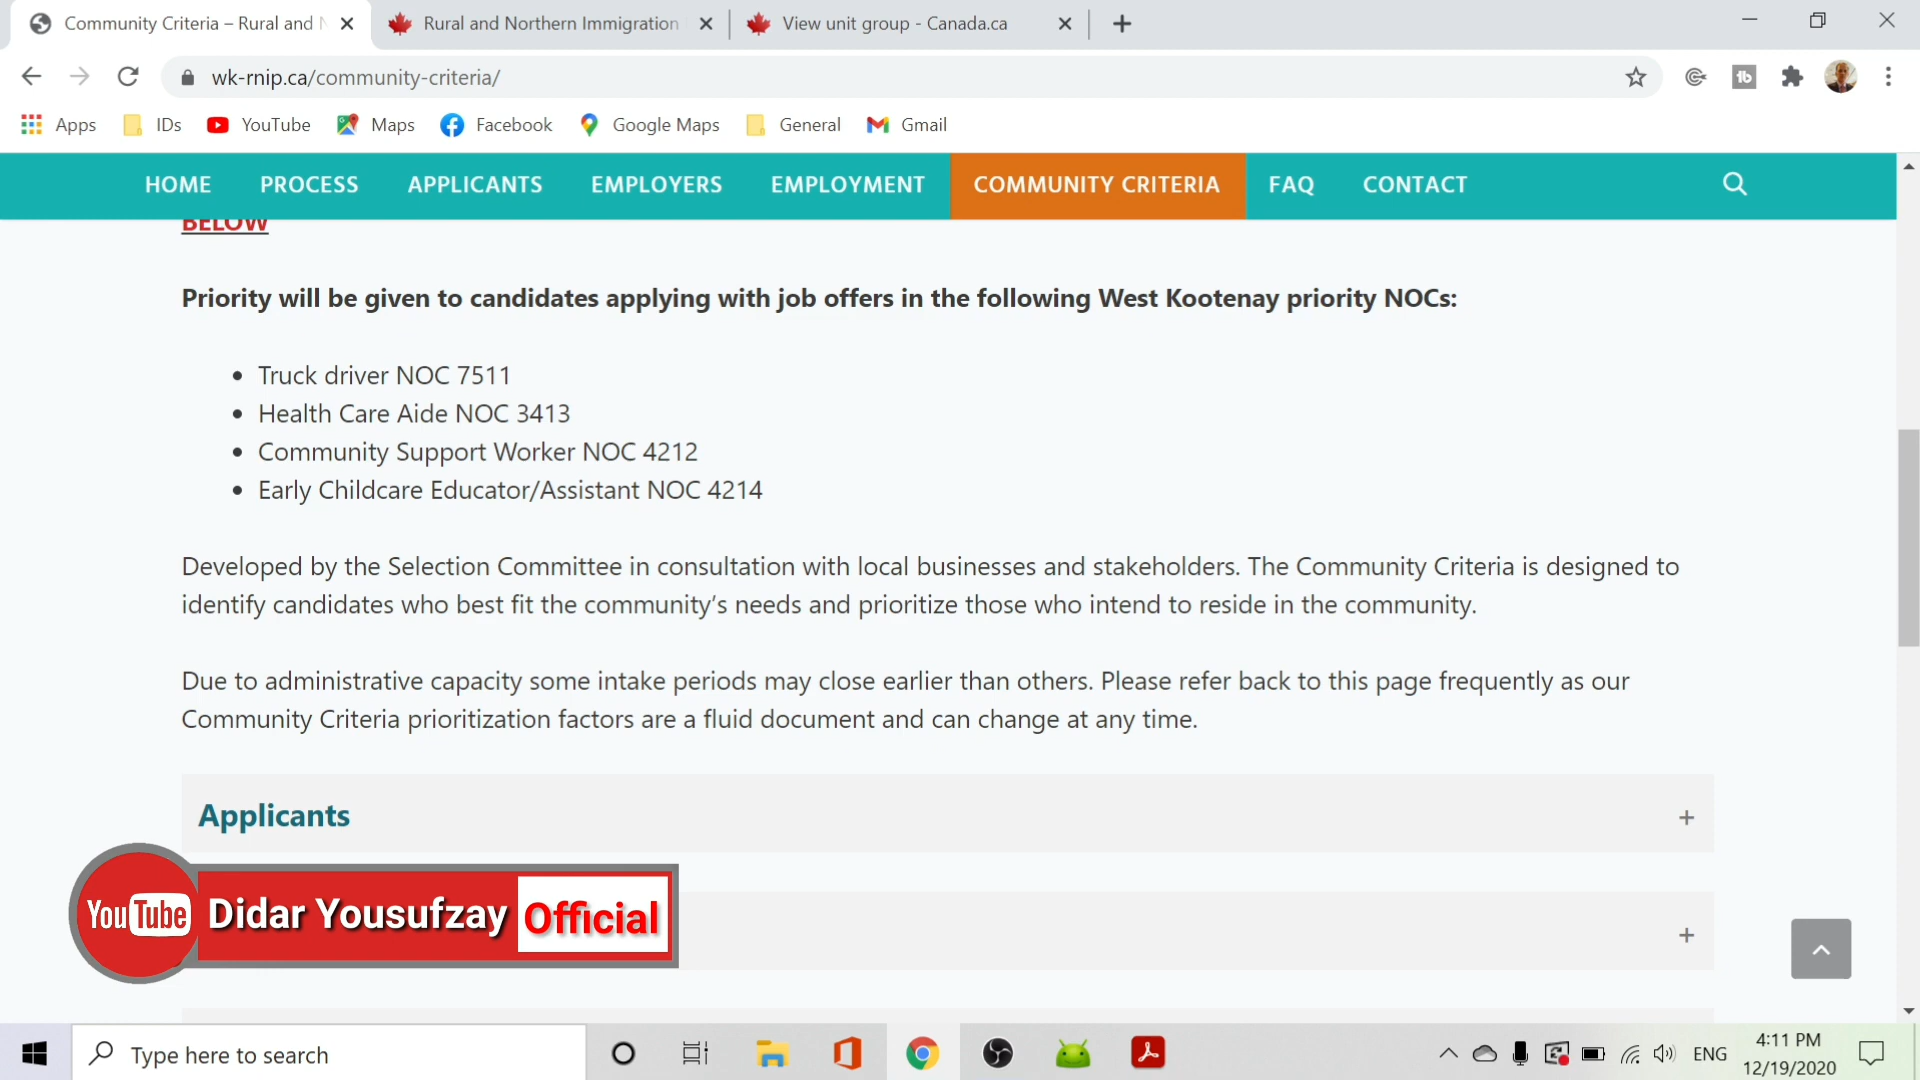 Community Criteria – Rural and N
Rural and Northern Immigration
View unit group - Canada.ca
wk-rnip.ca/community-criteria/
Apps
IDs
YouTube
Maps
Facebook
Google Maps
General
Gmail
HOME
PROCESS
APPLICANTS
EMPLOYERS
EMPLOYMENT
COMMUNITY CRITERIA
FAQ
CONTACT
BELOW
Priority will be given to candidates applying with job offers in the following West Kootenay priority NOCs:
• Truck driver NOC 7511
• Health Care Aide NOC 3413
• Community Support Worker NOC 4212
• Early Childcare Educator/Assistant NOC 4214
Developed by the Selection Committee in consultation with local businesses and stakeholders. The Community Criteria is designed to
identify candidates who best fit the community’s needs and prioritize those who intend to reside in the community.
Due to administrative capacity some intake periods may close earlier than others. Please refer back to this page frequently as our
Community Criteria prioritization factors are a fluid document and can change at any time.
Applicants
+
YouTube Didar Yousufzay Official
+
Type here to search
ENG
4:11 PM
12/19/2020